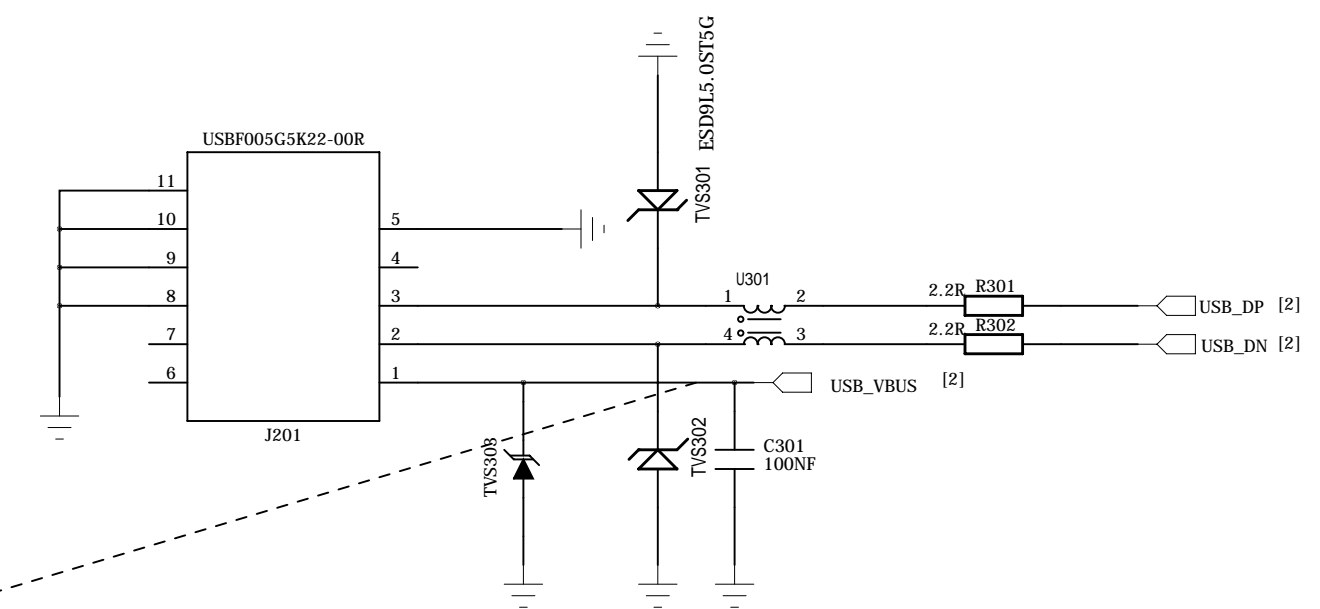 ESD9L5.0ST5G
USBF005G5K22-00R
TVS301
11
10
9
8
7
6
5
4
3
2
1
J201
U301
1
2
4
3
2.2R
R301
2.2R
R302
USB_DP [2]
USB_DN [2]
USB_VBUS [2]
TVS303
TVS302
C301
100NF